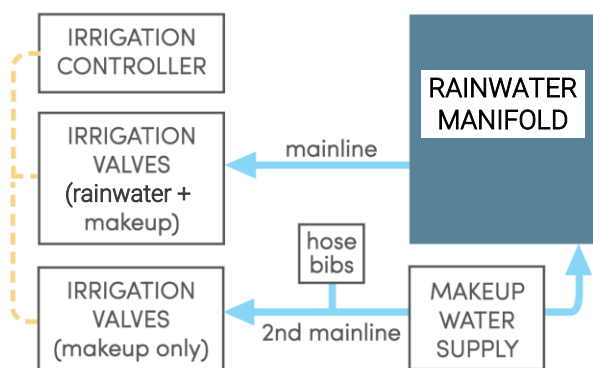 IRRIGATION
CONTROLLER
RAINWATER
MANIFOLD
IRRIGATION
VALVES
(rainwater +
makeup)
mainline
hose
bibs
IRRIGATION
VALVES
(makeup only)
2nd mainline
MAKEUP
WATER
SUPPLY